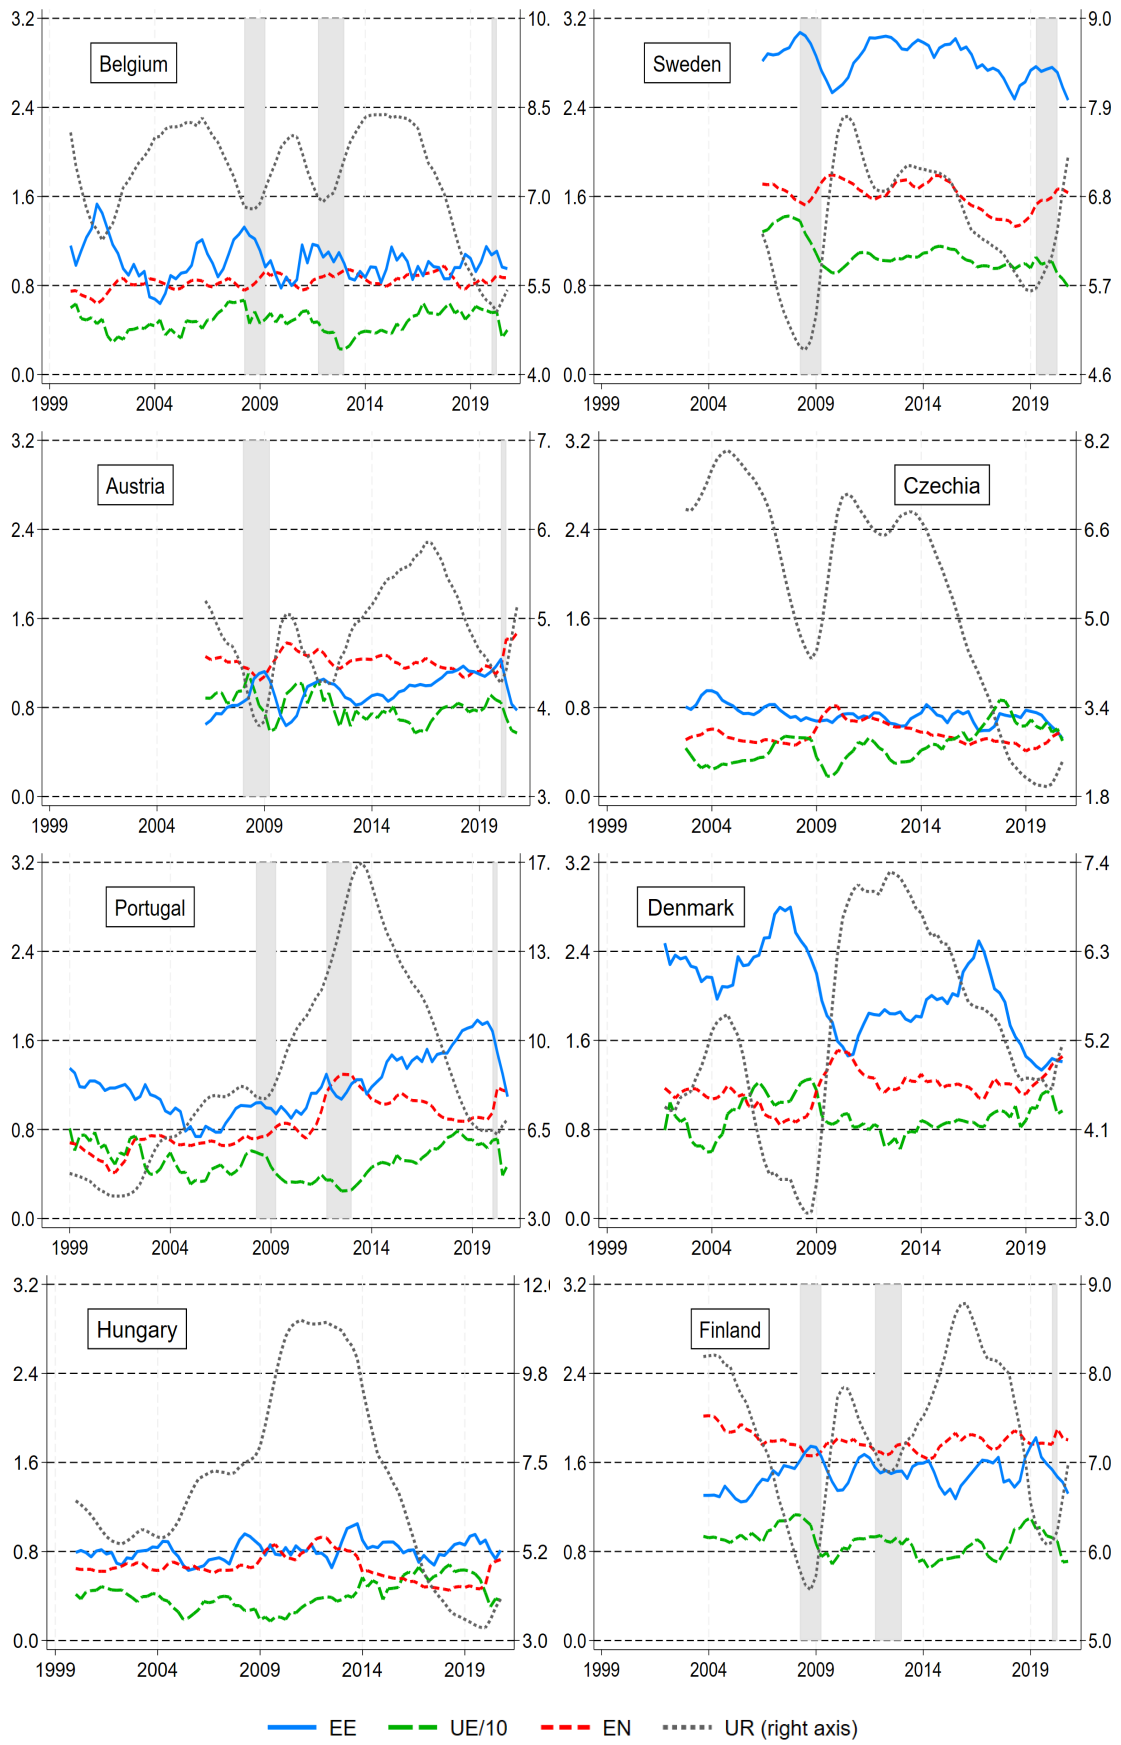 3.2 10. 3.2 9.0
Belgium Sweden
2.4 8.5 2.4 7.9
1.6 7.0 1.6 6.8
0.8 5.5 0.8 5.7
0.0 4.0 0.0 4.6
1999 2004 2009 2014 2019 1999 2004 2009 2014 2019
3.2 7. 3.2 8.2
Austria Czechia
2.4 6. 2.4 6.6
1.6 5. 1.6 5.0
0.8 4. 0.8 3.4
0.0 3. 0.0 1.8
1999 2004 2009 2014 2019 1999 2004 2009 2014 2019
3.2 17. 3.2 7.4
Portugal Denmark
2.4 13. 2.4 6.3
1.6 10. 1.6 5.2
0.8 6.5 0.8 4.1
0.0 3.0 0.0 3.0
1999 2004 2009 2014 2019 1999 2004 2009 2014 2019
3.2 12. 3.2 9.0
Hungary Finland
2.4 9.8 2.4 8.0
1.6 7.5 1.6 7.0
0.8 5.2 0.8 6.0
0.0 3.0 0.0 5.0
1999 2004 2009 2014 2019 1999 2004 2009 2014 2019
EE UE/10 EN UR (right axis)